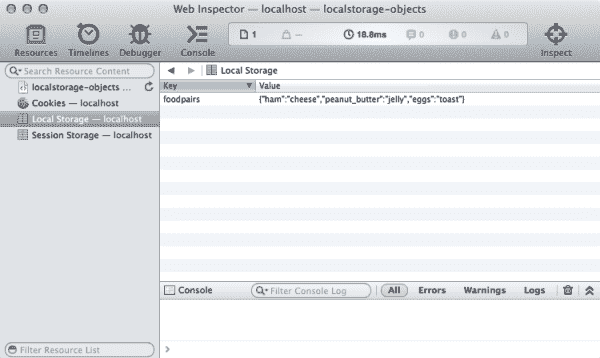 Web Inspector — localhost — localstorage-objects
1 — 18.8ms 0 0 0
Resources Timelines Debugger Console Inspect
Search Resource Content
localstorage-objects ...
Cookies — localhost
Local Storage — localhost
Session Storage — localhost
Filter Resource List
Local Storage
Key Value
foodpairs {"ham":"cheese","peanut_butter":"jelly","eggs":"toast"}
Console Filter Console Log All Errors Warnings Logs